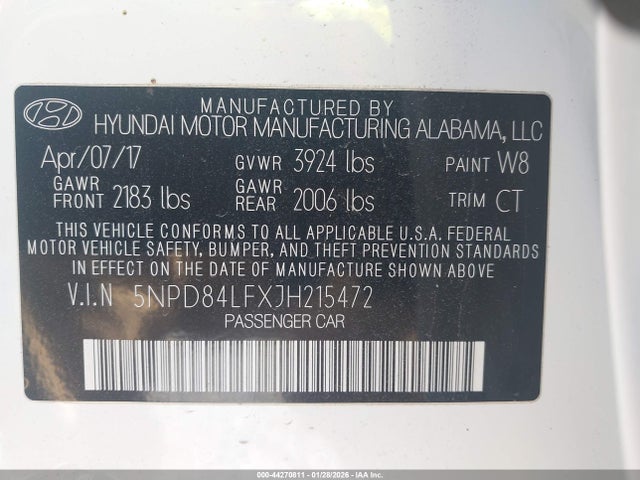 MANUFACTURED BY
HYUNDAI MOTOR MANUFACTURING ALABAMA, LLC
Apr/07/17 GVWR 3924 lbs PAINT W8
GAWR FRONT 2183 lbs GAWR REAR 2006 lbs TRIM CT
THIS VEHICLE CONFORMS TO ALL APPLICABLE U.S.A. FEDERAL
MOTOR VEHICLE SAFETY, BUMPER, AND THEFT PREVENTION STANDARDS
IN EFFECT ON THE DATE OF MANUFACTURE SHOWN ABOVE
V.I.N 5NPD84LFXJH215472
PASSENGER CAR
000-44270811 - 01/28/2026 - COPART